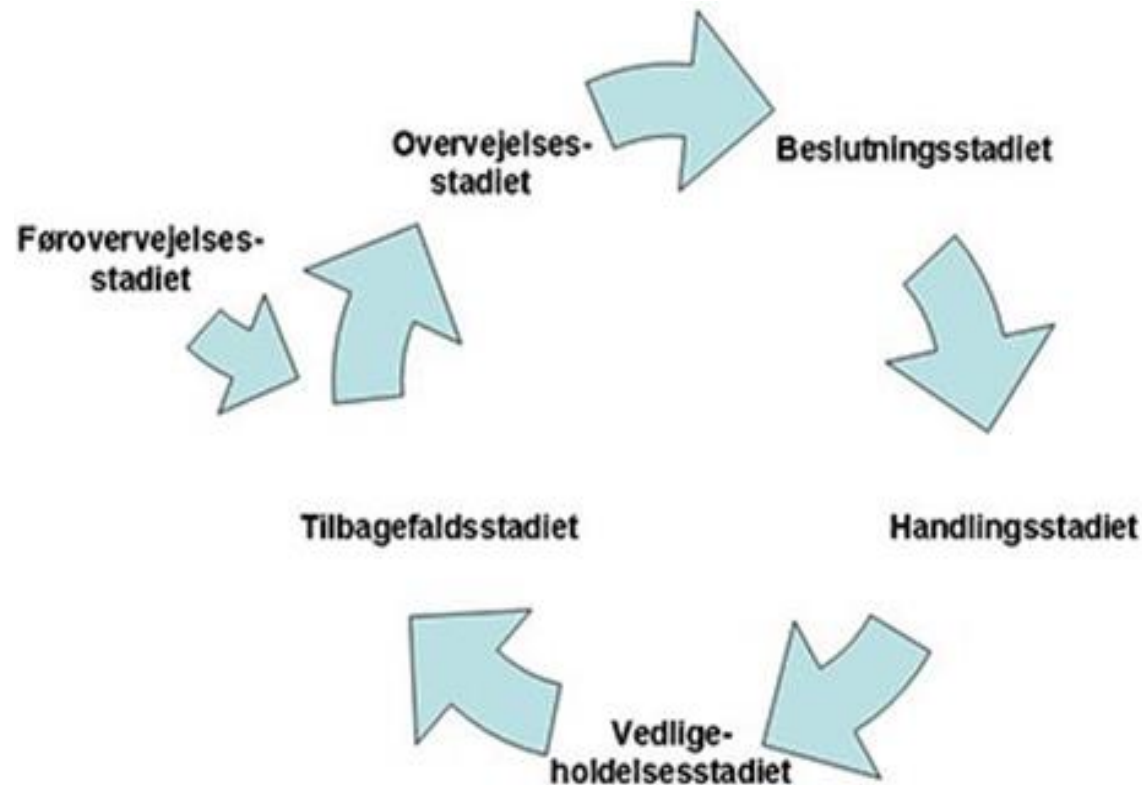 Overvejelses-
stadiet
Beslutningsstadiet
Førovervejelses-
stadiet
Tilbagefaldsstadiet
Handlingsstadiet
Vedlige-
holdelsesstadiet